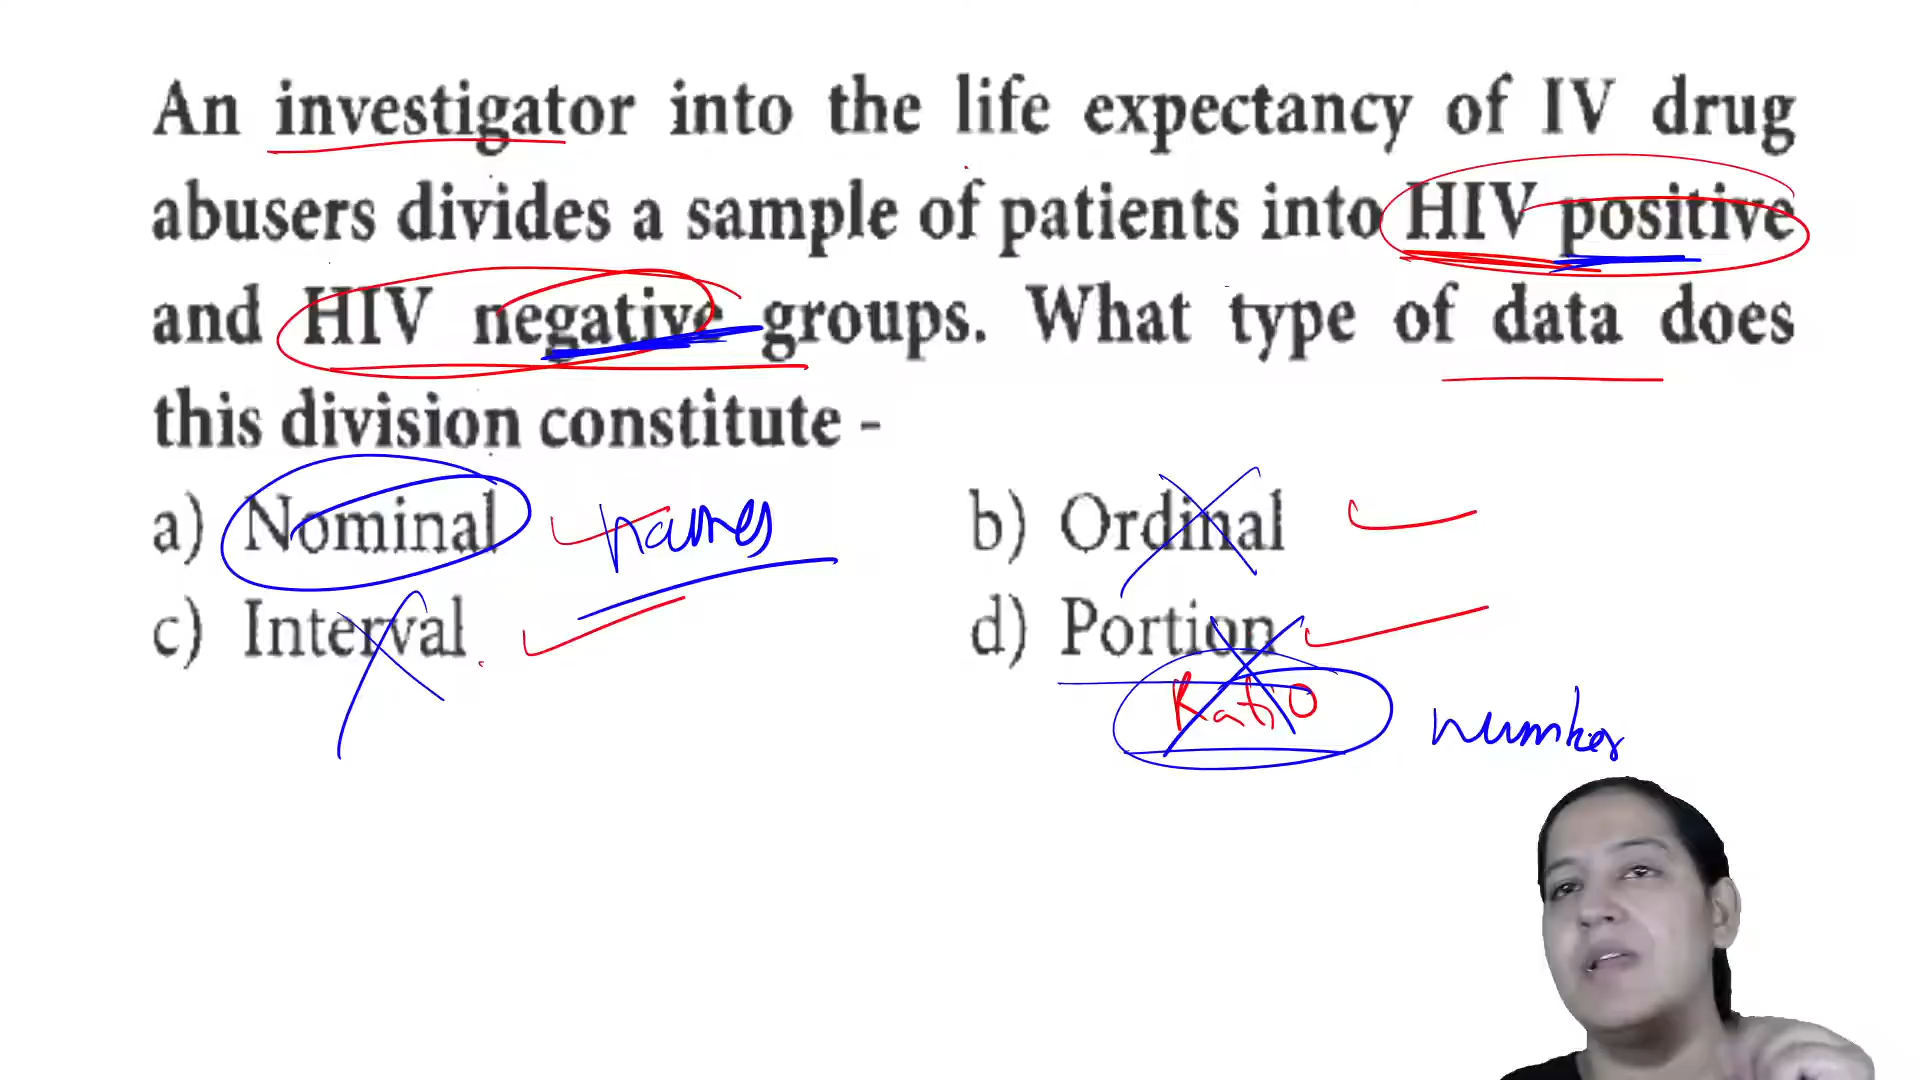 An investigator into the life expectancy of IV drug
abusers divides a sample of patients into HIV positive
and HIV negative groups. What type of data does
this division constitute -
a) Nominal names b) Ordinal
c) Interval d) Portion
Ratio number